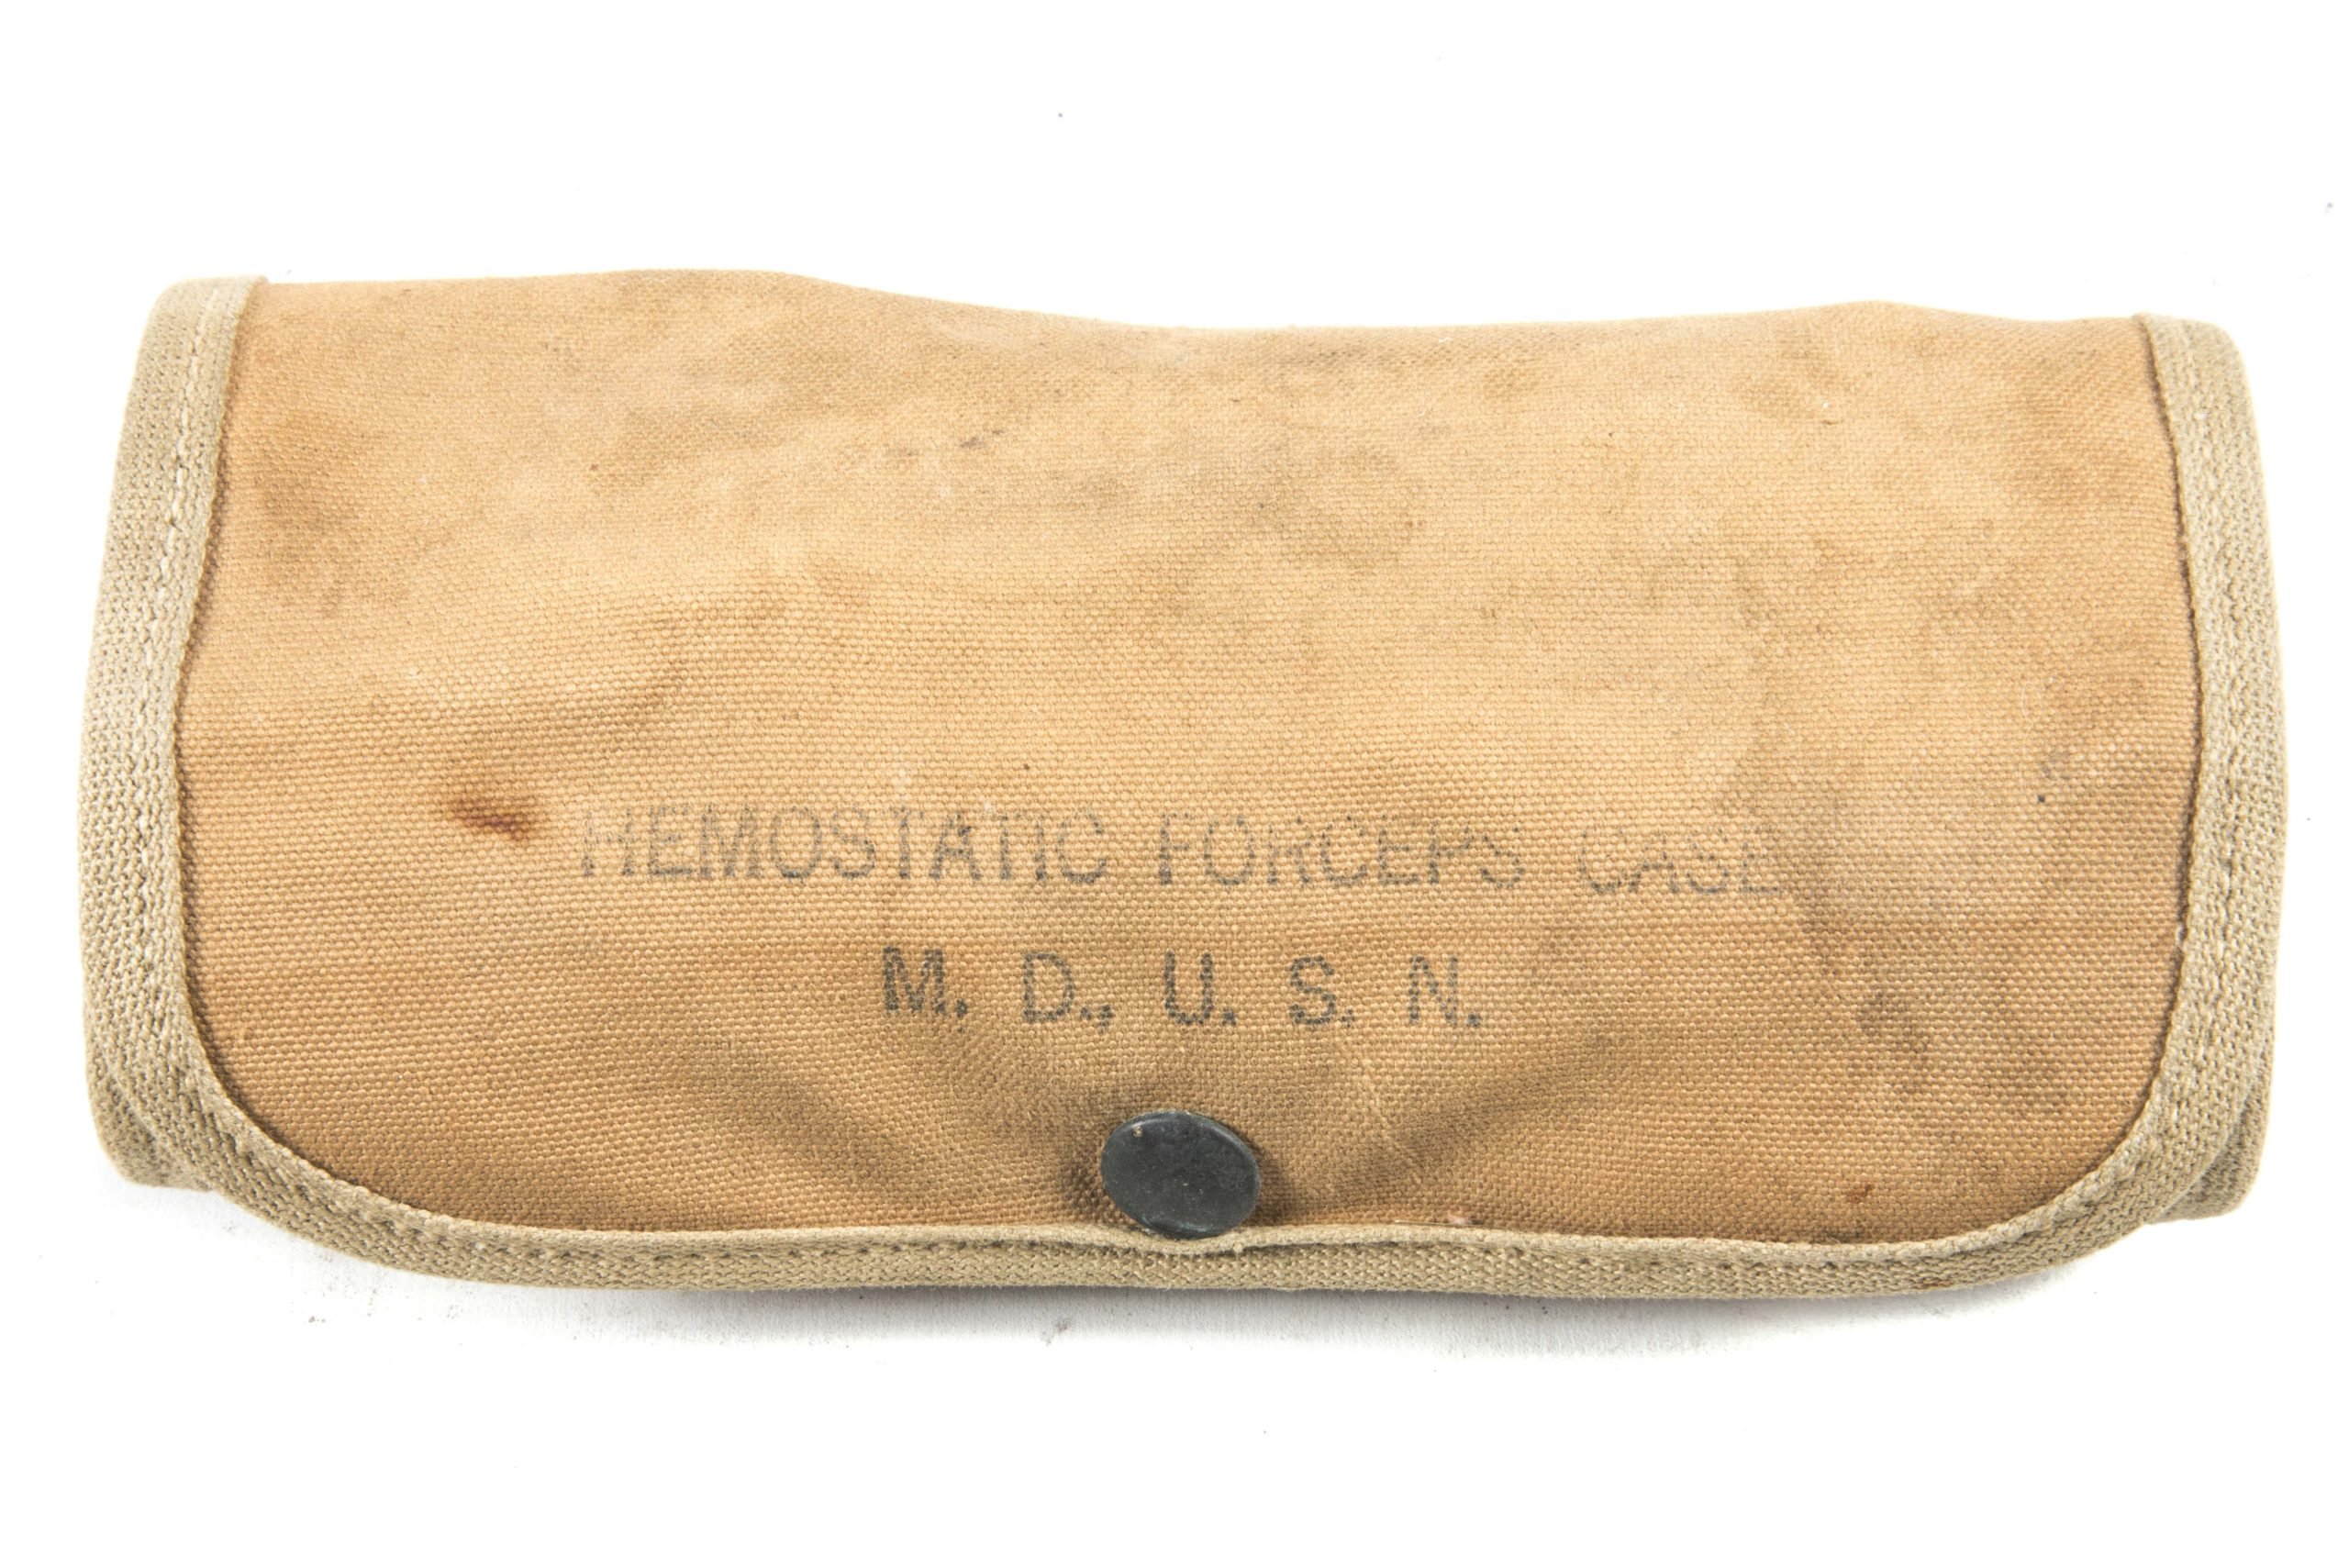 HEMOSTATIC FORCEPS CASE
M. D., U. S. N.